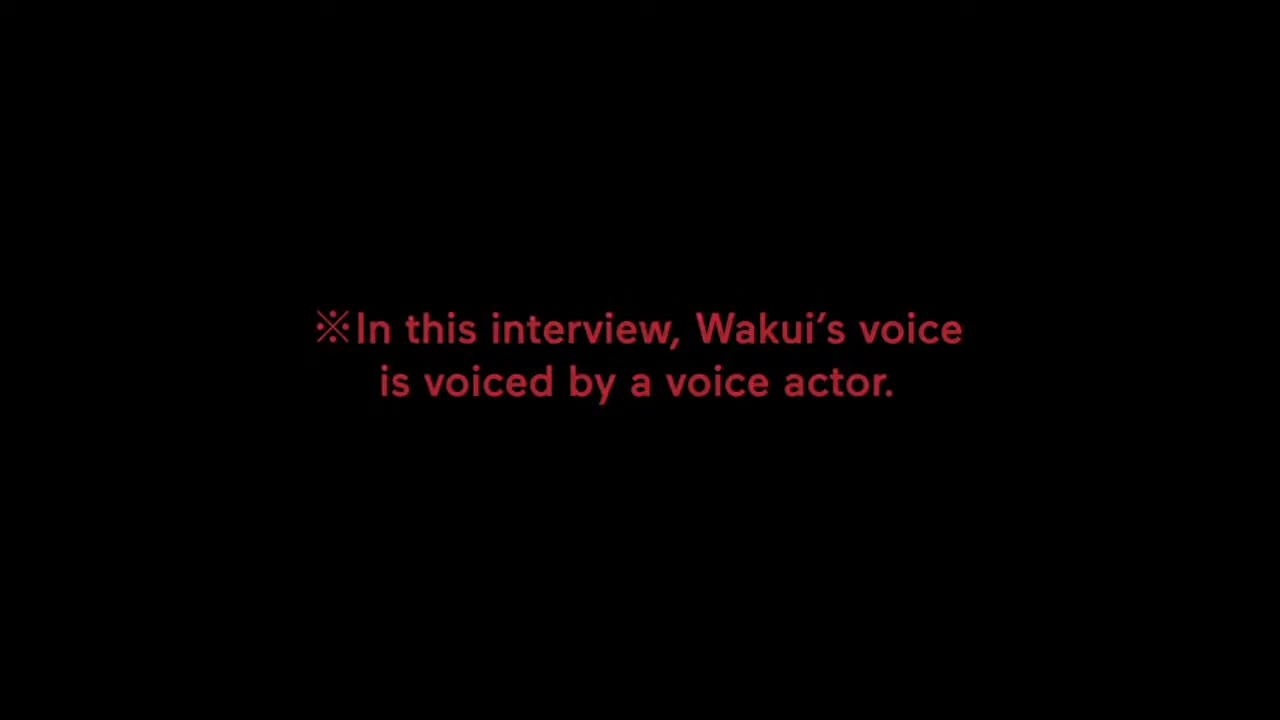 ※In this interview, Wakui’s voice
is voiced by a voice actor.